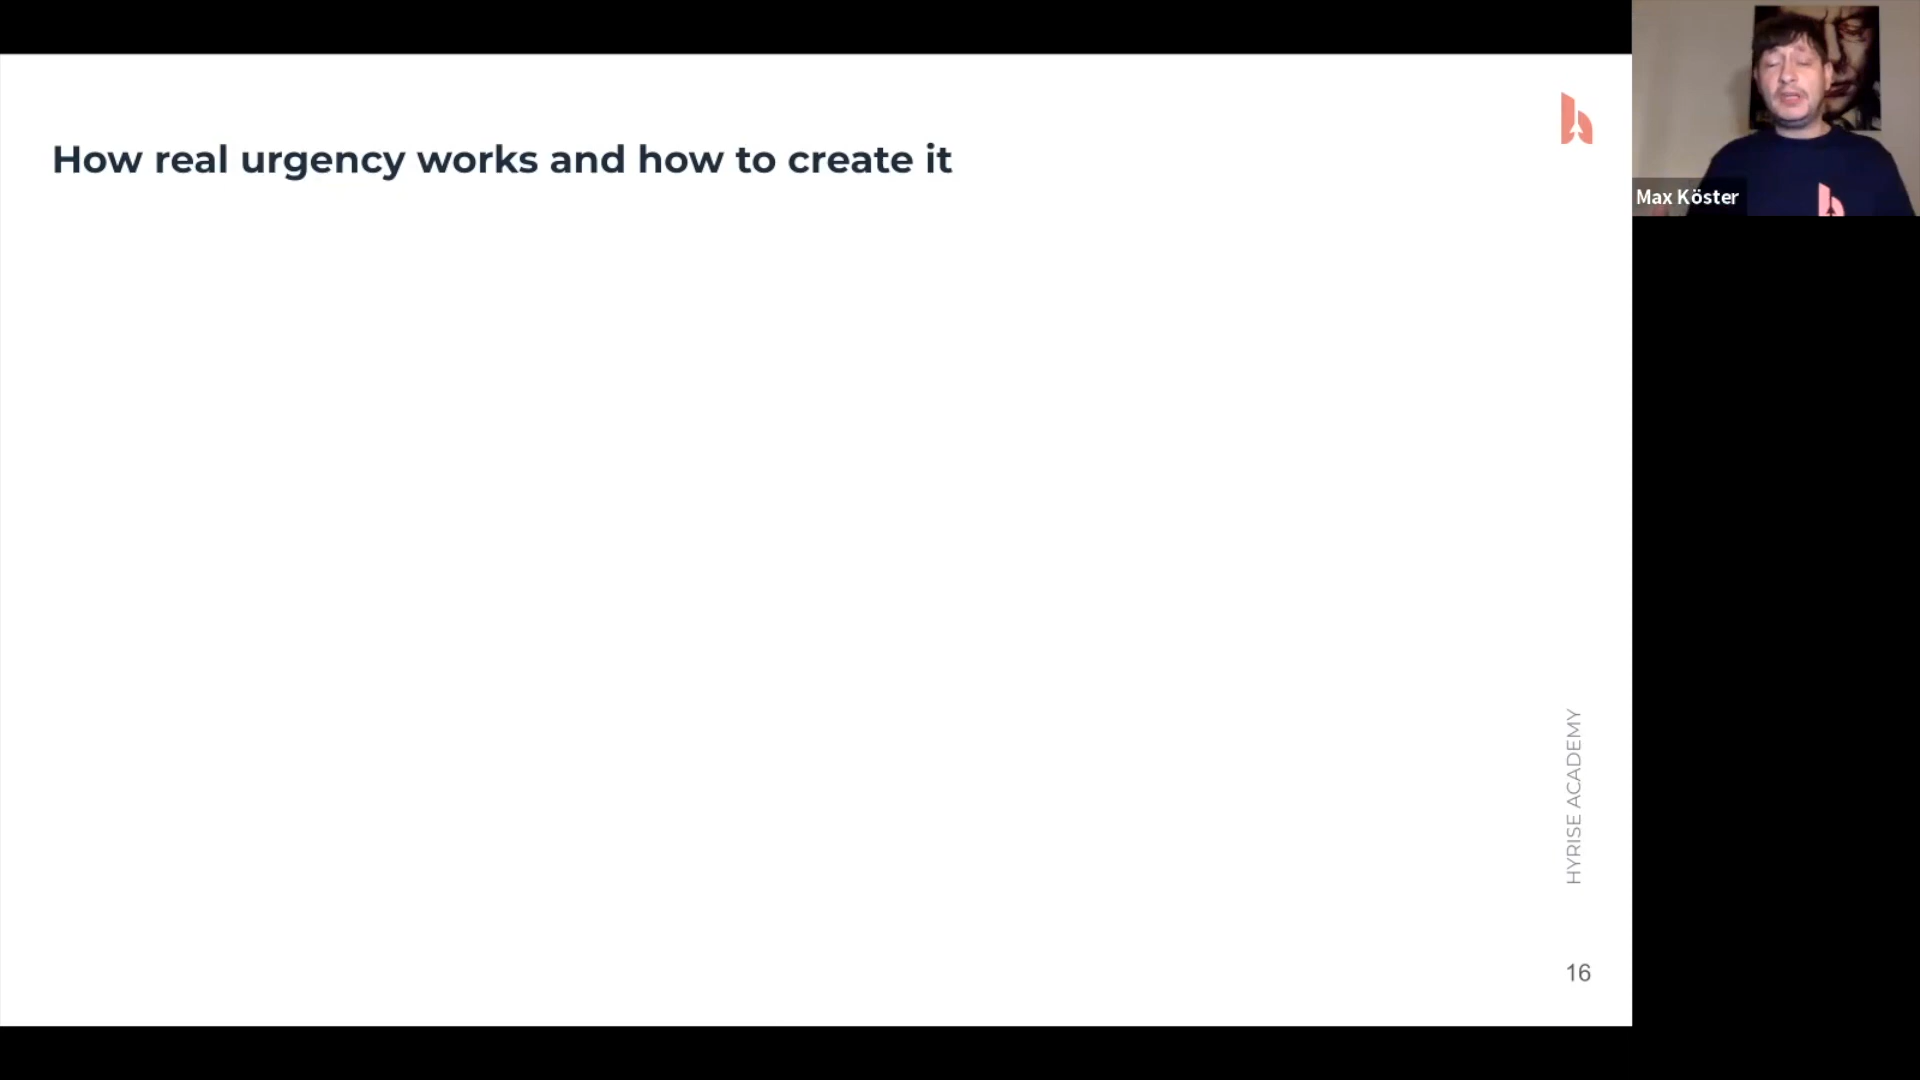 How real urgency works and how to create it
Max Köster
HYRISE ACADEMY
16